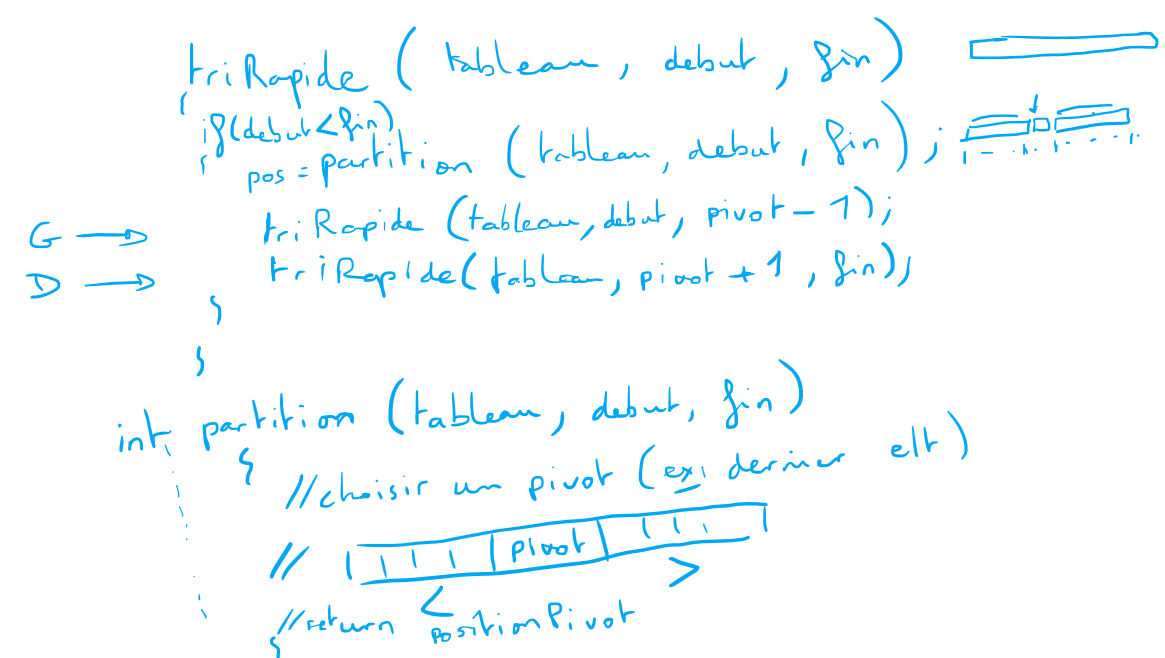 triRapide ( tableau, debut, fin)
{
if(debut<fin)
{
pos = partition (tableau, debut, fin);
G → triRapide (tableau, debut, pivot - 1);
D → triRapide(tableau, pivot + 1, fin);
}
}
int partition (tableau, debut, fin)
{
//choisir un pivot (ex: dernier elt)
// pivot
< >
//return positionPivot
}